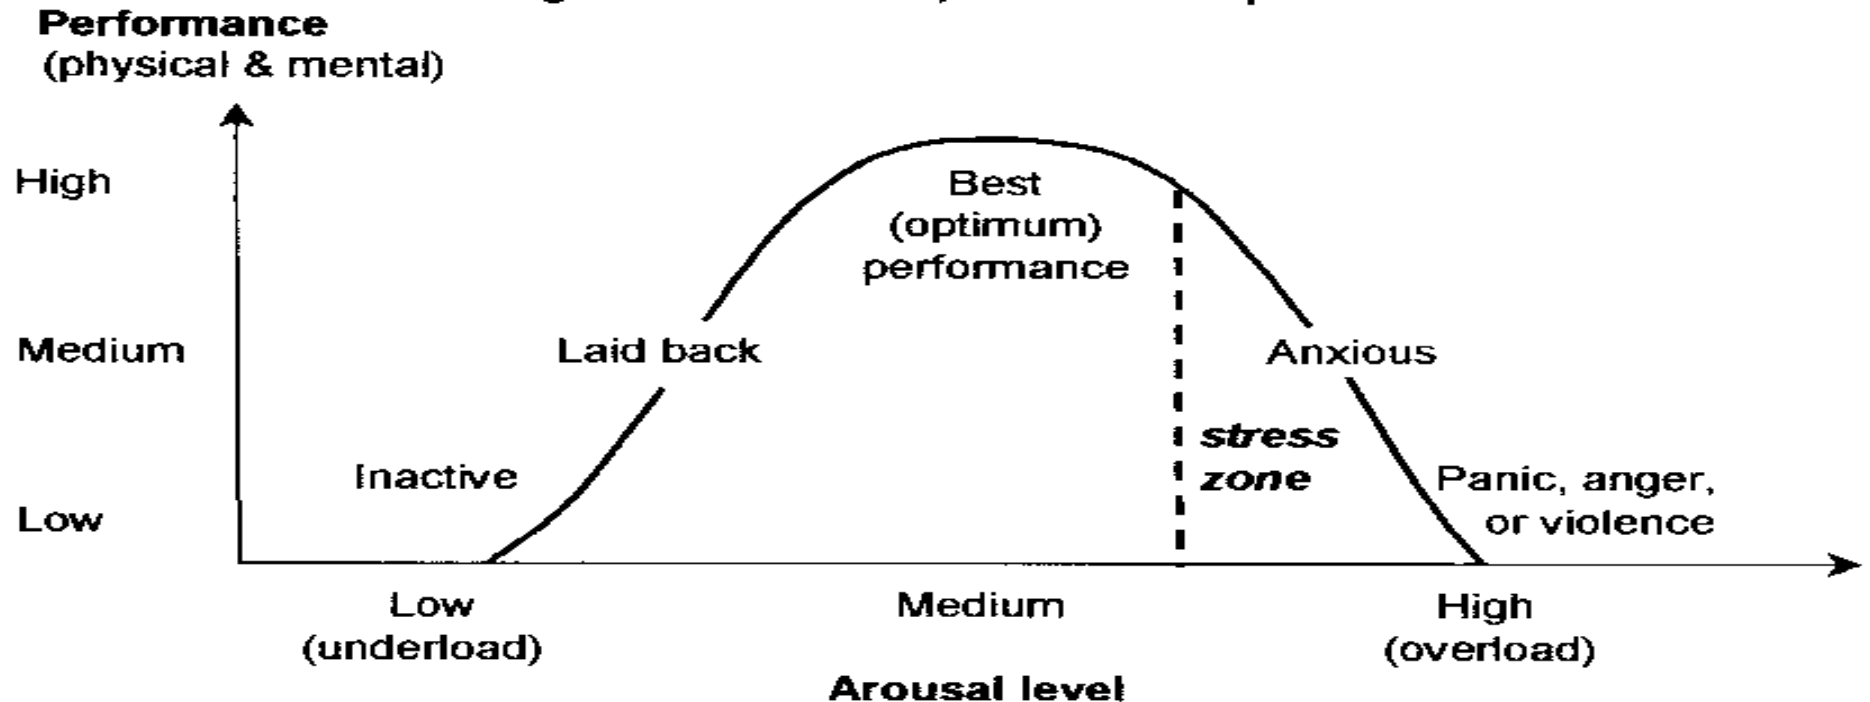 Performance
(physical & mental)
High
Best
(optimum)
performance
Medium
Laid back
Anxious
stress
zone
Inactive
Panic, anger,
or violence
Low
Low
(underload)
Medium
High
(overload)
Arousal level